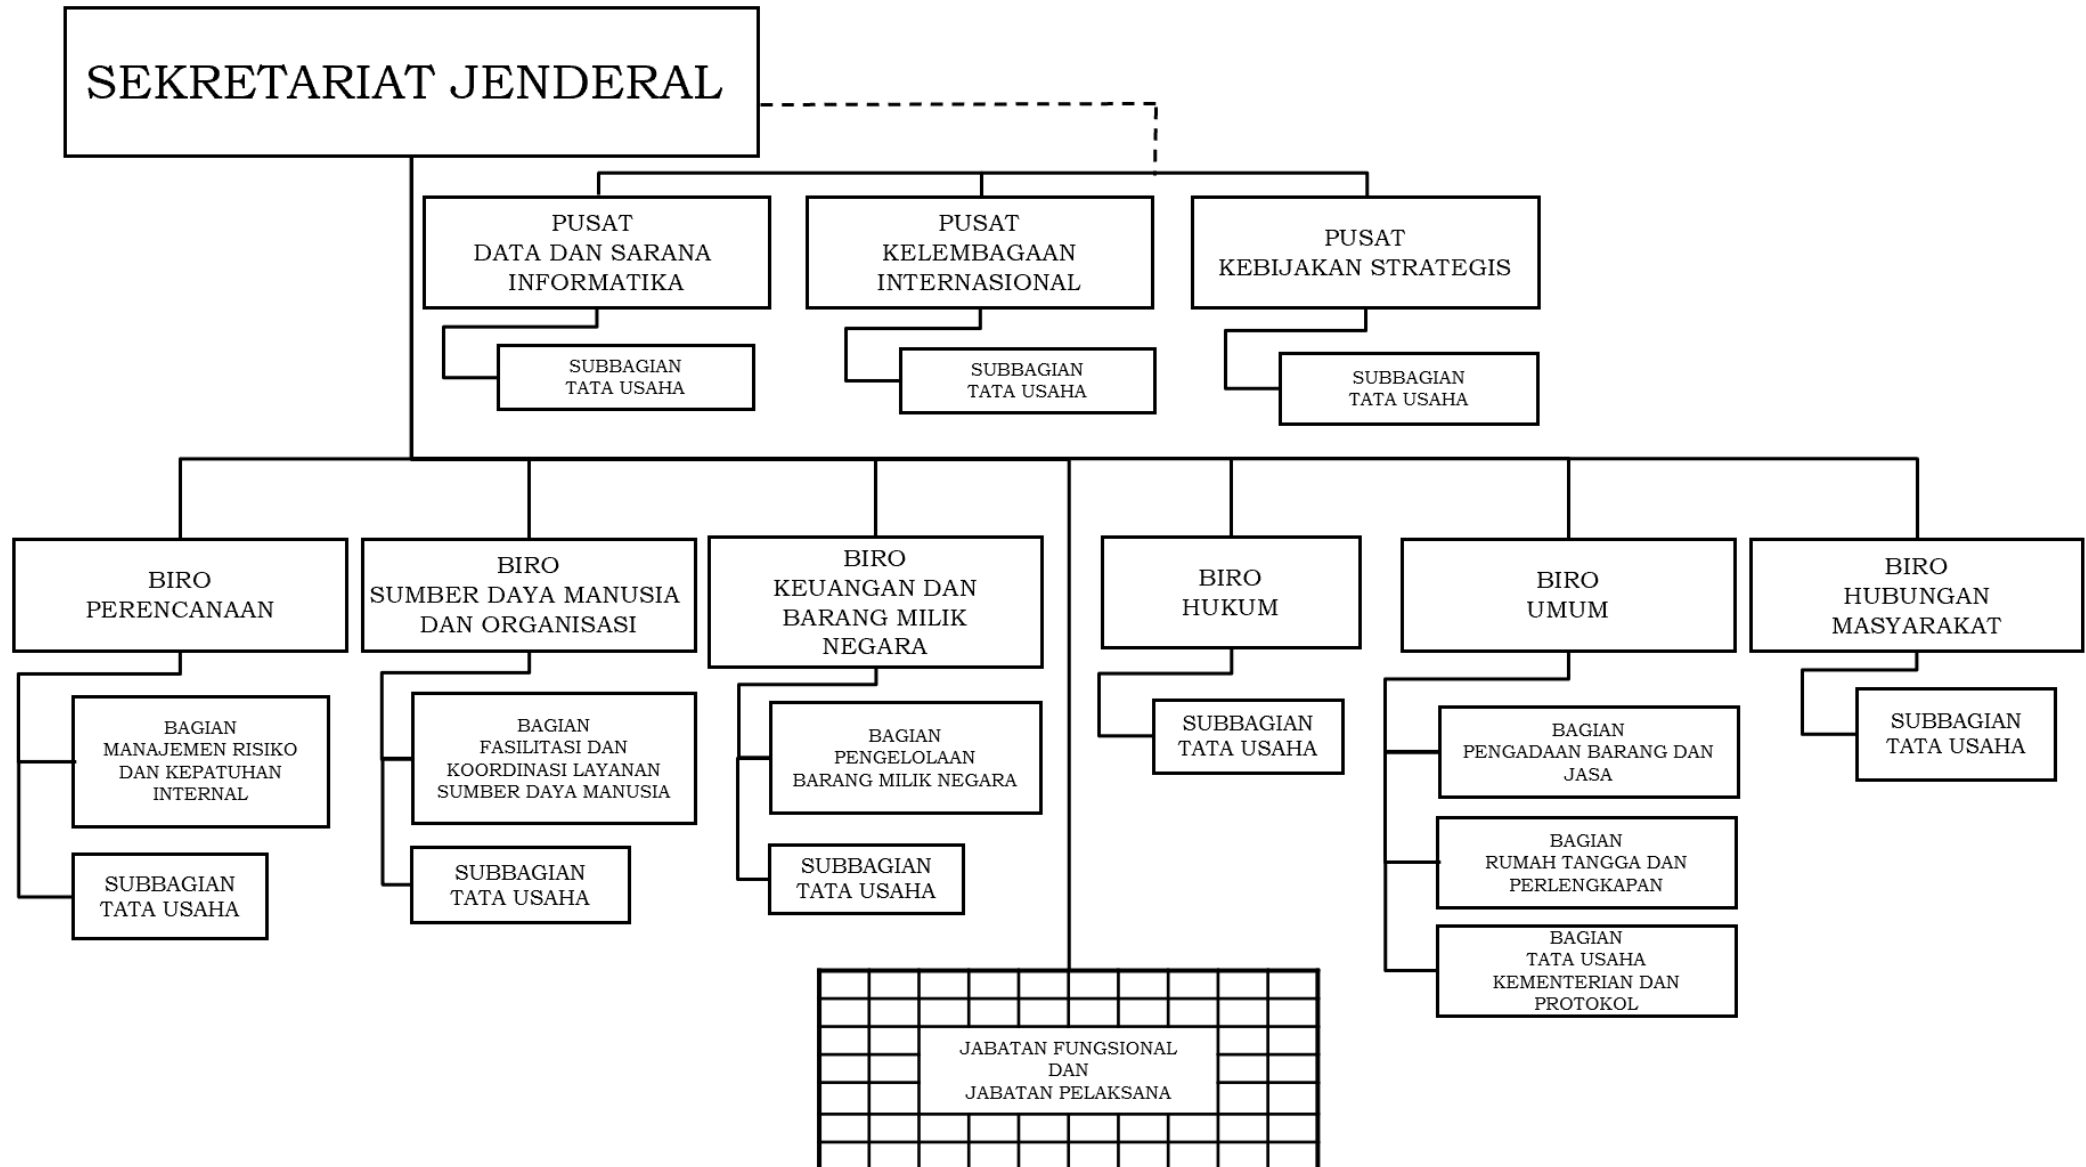 SEKRETARIAT JENDERAL
PUSAT
DATA DAN SARANA
INFORMATIKA
PUSAT
KELEMBAGAAN
INTERNASIONAL
PUSAT
KEBIJAKAN STRATEGIS
SUBBAGIAN
TATA USAHA
SUBBAGIAN
TATA USAHA
SUBBAGIAN
TATA USAHA
BIRO
PERENCANAAN
BIRO
SUMBER DAYA MANUSIA
DAN ORGANISASI
BIRO
KEUANGAN DAN
BARANG MILIK
NEGARA
BIRO
HUKUM
BIRO
UMUM
BIRO
HUBUNGAN
MASYARAKAT
BAGIAN
MANAJEMEN RISIKO
DAN KEPATUHAN
INTERNAL
SUBBAGIAN
TATA USAHA
BAGIAN
FASILITASI DAN
KOORDINASI LAYANAN
SUMBER DAYA MANUSIA
SUBBAGIAN
TATA USAHA
BAGIAN
PENGELOLAAN
BARANG MILIK NEGARA
SUBBAGIAN
TATA USAHA
SUBBAGIAN
TATA USAHA
BAGIAN
PENGADAAN BARANG DAN
JASA
BAGIAN
RUMAH TANGGA DAN
PERLENGKAPAN
BAGIAN
TATA USAHA
KEMENTERIAN DAN
PROTOKOL
SUBBAGIAN
TATA USAHA
JABATAN FUNGSIONAL
DAN
JABATAN PELAKSANA